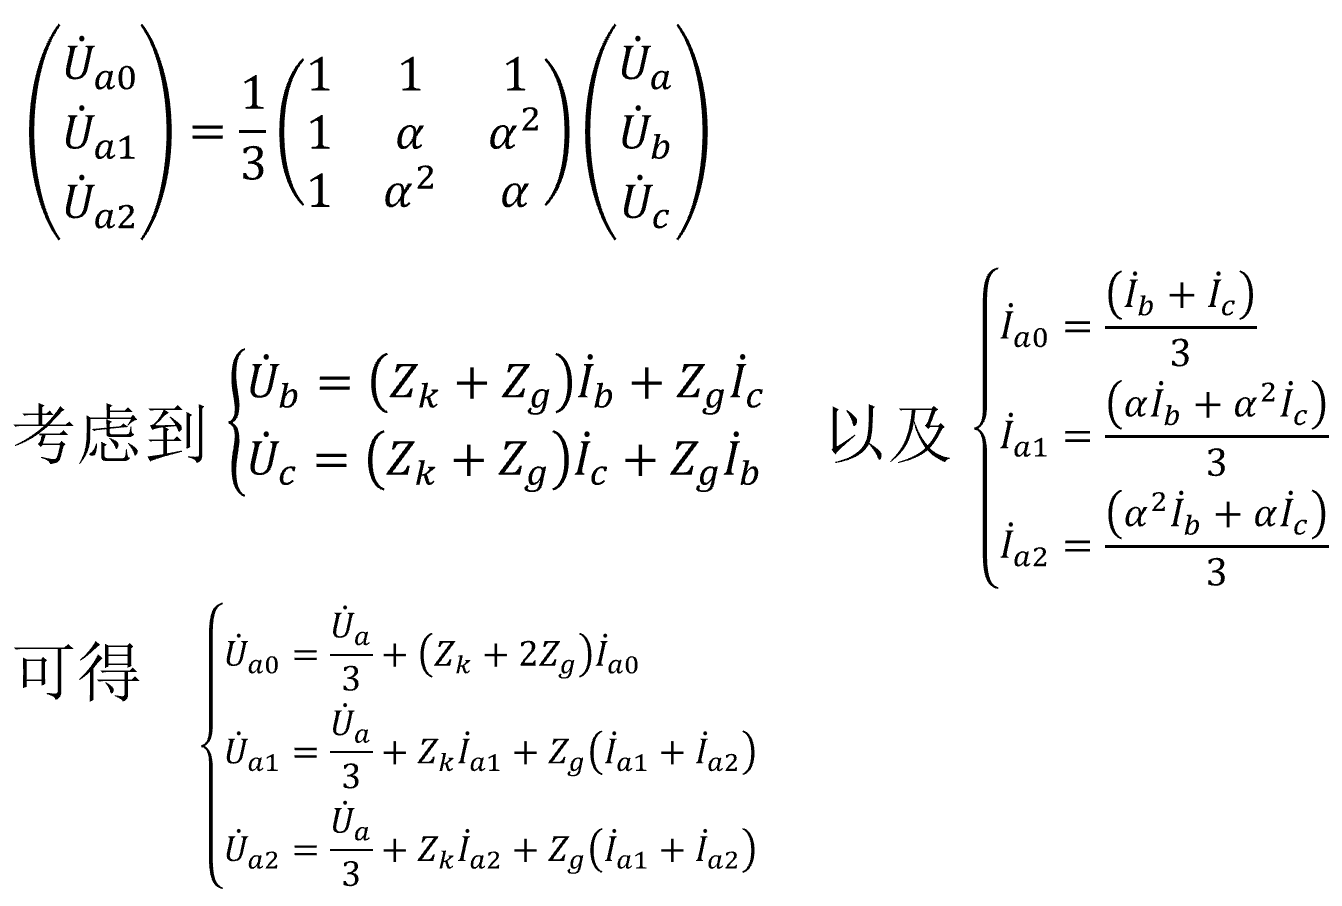 $$\begin{pmatrix} \dot{U}_{a0} \\ \dot{U}_{a1} \\ \dot{U}_{a2} \end{pmatrix} = \frac{1}{3} \begin{pmatrix} 1 & 1 & 1 \\ 1 & \alpha & \alpha^2 \\ 1 & \alpha^2 & \alpha \end{pmatrix} \begin{pmatrix} \dot{U}_a \\ \dot{U}_b \\ \dot{U}_c \end{pmatrix}$$
考虑到 $\begin{cases} \dot{U}_b = (Z_k + Z_g)\dot{I}_b + Z_g\dot{I}_c \\ \dot{U}_c = (Z_k + Z_g)\dot{I}_c + Z_g\dot{I}_b \end{cases}$ 以及 $\begin{cases} \dot{I}_{a0} = \frac{(\dot{I}_b + \dot{I}_c)}{3} \\ \dot{I}_{a1} = \frac{(\alpha\dot{I}_b + \alpha^2\dot{I}_c)}{3} \\ \dot{I}_{a2} = \frac{(\alpha^2\dot{I}_b + \alpha\dot{I}_c)}{3} \end{cases}$
可得 $\begin{cases} \dot{U}_{a0} = \frac{\dot{U}_a}{3} + (Z_k + 2Z_g)\dot{I}_{a0} \\ \dot{U}_{a1} = \frac{\dot{U}_a}{3} + Z_k\dot{I}_{a1} + Z_g(\dot{I}_{a1} + \dot{I}_{a2}) \\ \dot{U}_{a2} = \frac{\dot{U}_a}{3} + Z_k\dot{I}_{a2} + Z_g(\dot{I}_{a1} + \dot{I}_{a2}) \end{cases}$